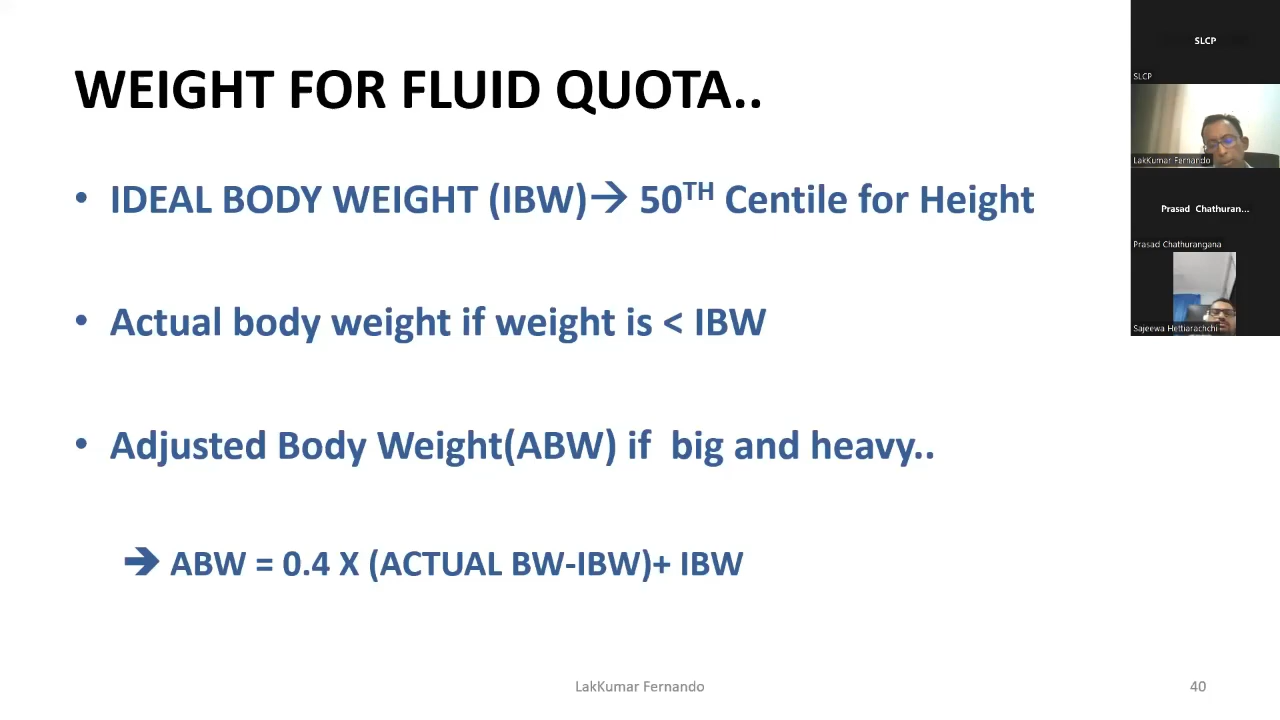 WEIGHT FOR FLUID QUOTA..
• IDEAL BODY WEIGHT (IBW)➔ 50TH Centile for Height
• Actual body weight if weight is < IBW
• Adjusted Body Weight(ABW) if  big and heavy..
➔ ABW = 0.4 X (ACTUAL BW-IBW)+ IBW
LakKumar Fernando
40
SLCP
SLCP
LakKumar Fernando
Prasad Chathuran...
Prasad Chathurangana
Sajeewa Hettiarachchi